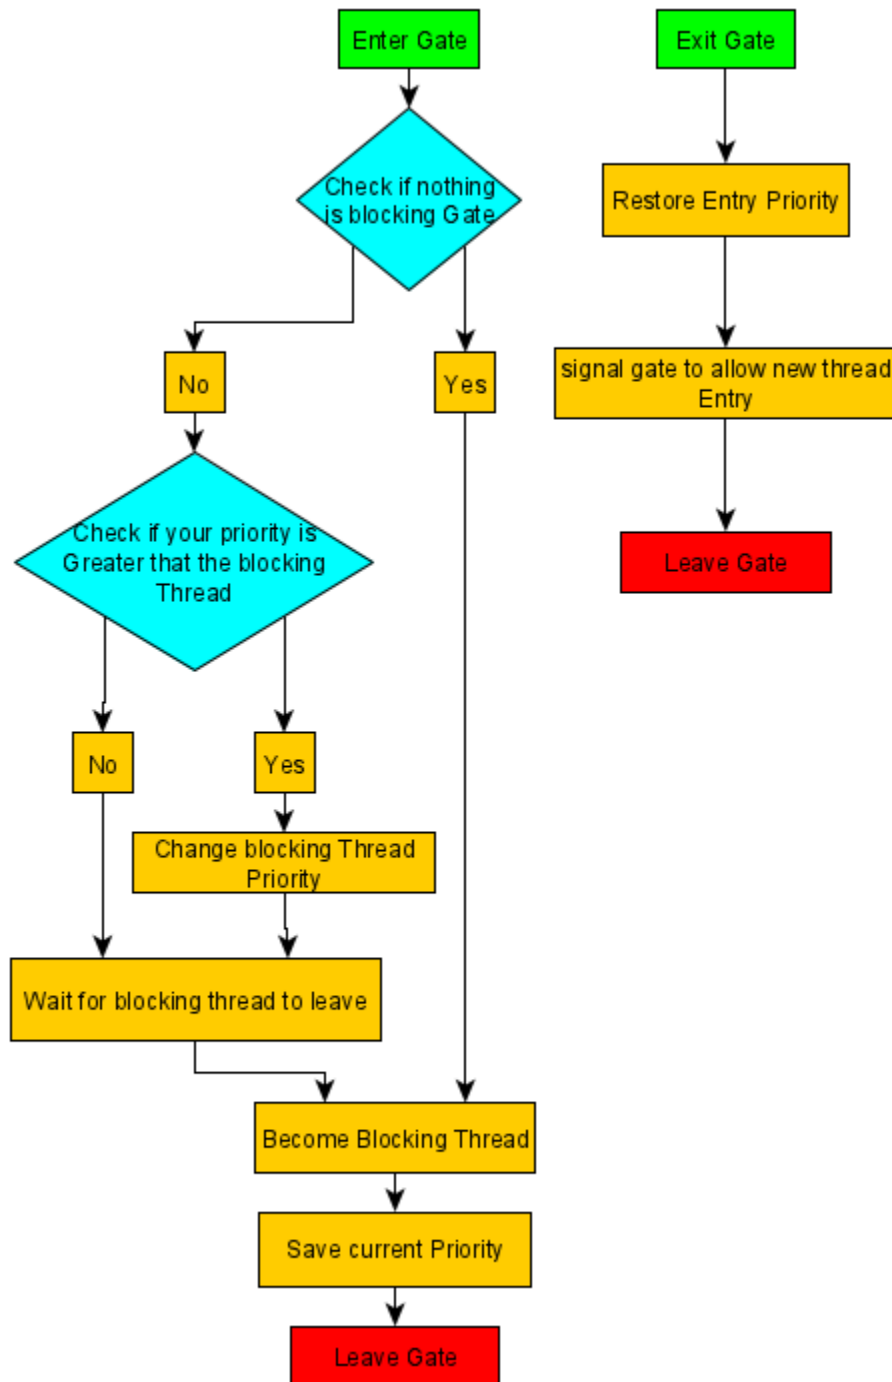 Enter Gate
Exit Gate
Check if nothing
is blocking Gate
Restore Entry Priority
No
Yes
signal gate to allow new thread
Entry
Check if your priority is
Greater that the blocking
Thread
Leave Gate
No
Yes
Change blocking Thread
Priority
Wait for blocking thread to leave
Become Blocking Thread
Save current Priority
Leave Gate